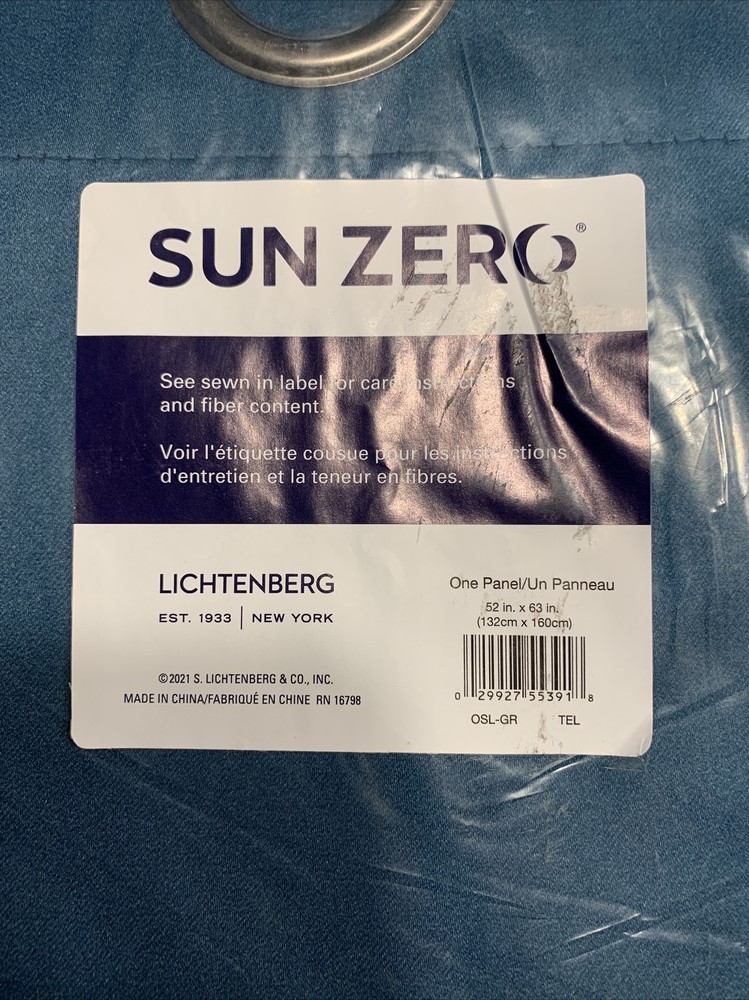 SUN ZERO®
See sewn in label for care instructions
and fiber content.
Voir l'étiquette cousue pour les instructions
d'entretien et la teneur en fibres.
LICHTENBERG
EST. 1933 | NEW YORK
©2021 S. LICHTENBERG & CO., INC.
MADE IN CHINA/FABRIQUÉ EN CHINE RN 16798
One Panel/Un Panneau
52 in. x 63 in.
(132cm x 160cm)
0 29927 55391 8
OSL-GR TEL